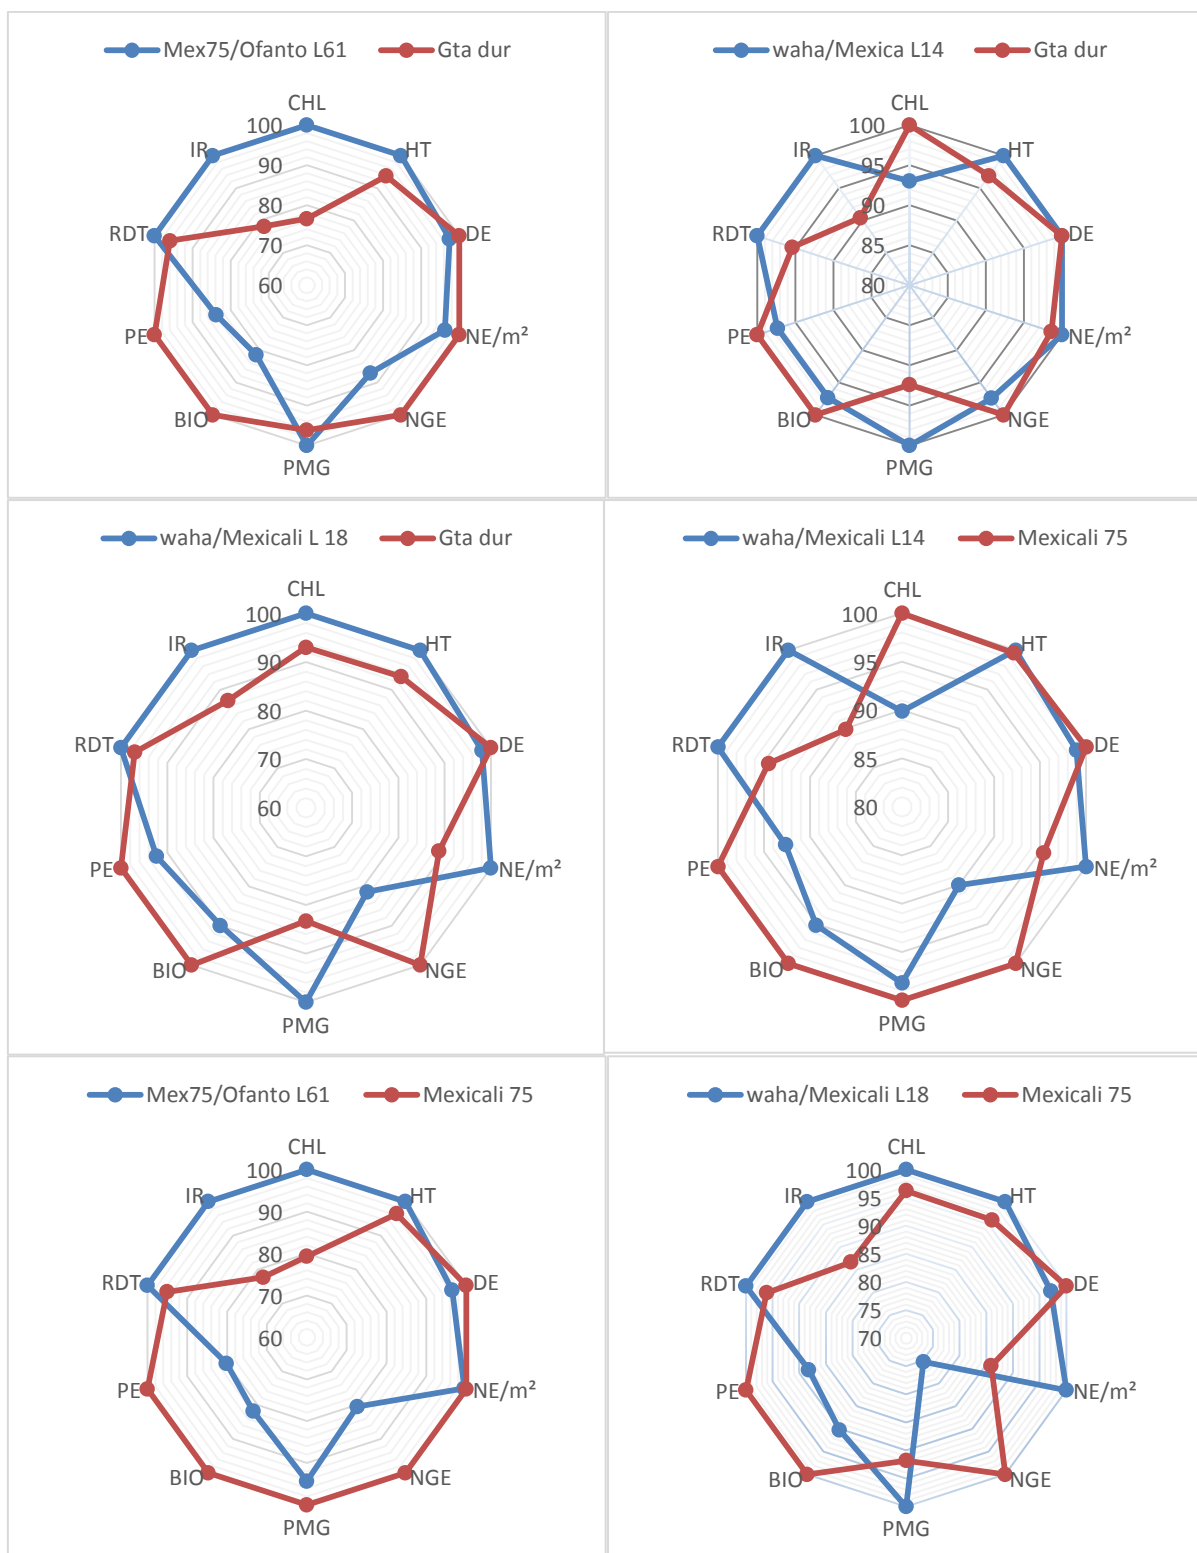 Mex75/Ofanto L61 Gta dur
CHL
100 HT
IR 90
80 DE
RDT 70
60
PE NE/m²
BIO NGE
PMG
waha/Mexica L14 Gta dur
CHL
100 HT
IR 95
90 DE
RDT 85
80
PE NE/m²
BIO NGE
PMG
waha/Mexicali L 18 Gta dur
CHL
100 HT
IR 90
80
RDT 70 DE
60
PE NE/m²
BIO NGE
PMG
waha/Mexicali L14 Mexicali 75
CHL
100 HT
IR 95
90
RDT 85 DE
80
PE NE/m²
BIO NGE
PMG
Mex75/Ofanto L61 Mexicali 75
CHL
100 HT
IR 90
80
RDT 70 DE
60
PE NE/m²
BIO NGE
PMG
waha/Mexicali L18 Mexicali 75
CHL
100 HT
IR 95
90
85
RDT 80 DE
75
70
PE NE/m²
BIO NGE
PMG